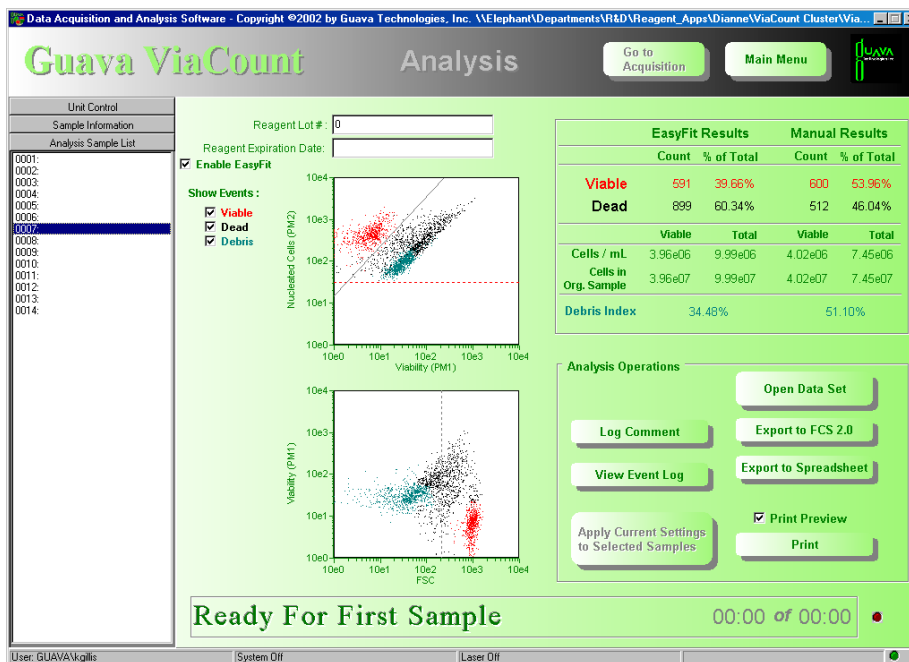 Data Acquisition and Analysis Software - Copyright ©2002 by Guava Technologies, Inc. \\Elephant\Departments\R&D\Reagent_Apps\Dianne\ViaCount Cluster\Via...
Guava ViaCount
Analysis
Go to
Acquisition
Main Menu
GUAVA
Unit Control
Sample Information
Analysis Sample List
0001:
0002:
0003:
0004:
0005:
0006:
0007:
0008:
0009:
0010:
0011:
0012:
0013:
0014:
Reagent Lot #: 0
Reagent Expiration Date:
Enable EasyFit
Show Events :
Viable
Dead
Debris
Nucleated Cells (PM2)
10e4
10e3
10e2
10e1
10e0
10e0 10e1 10e2 10e3 10e4
Viability (PM1)
Viability (PM1)
10e4
10e3
10e2
10e1
10e0
10e0 10e1 10e2 10e3 10e4
FSC
EasyFit Results Manual Results
Count % of Total Count % of Total
Viable 591 39.66% 600 53.96%
Dead 899 60.34% 512 46.04%
Viable Total Viable Total
Cells / mL 3.96e06 9.99e06 4.02e06 7.45e06
Cells in
Org. Sample 3.96e07 9.99e07 4.02e07 7.45e07
Debris Index 34.48% 51.10%
Analysis Operations
Open Data Set
Log Comment
Export to FCS 2.0
View Event Log
Export to Spreadsheet
Apply Current Settings
to Selected Samples
Print Preview
Print
Ready For First Sample
00:00 of 00:00
User: GUAVA\kgillis
System Off
Laser Off